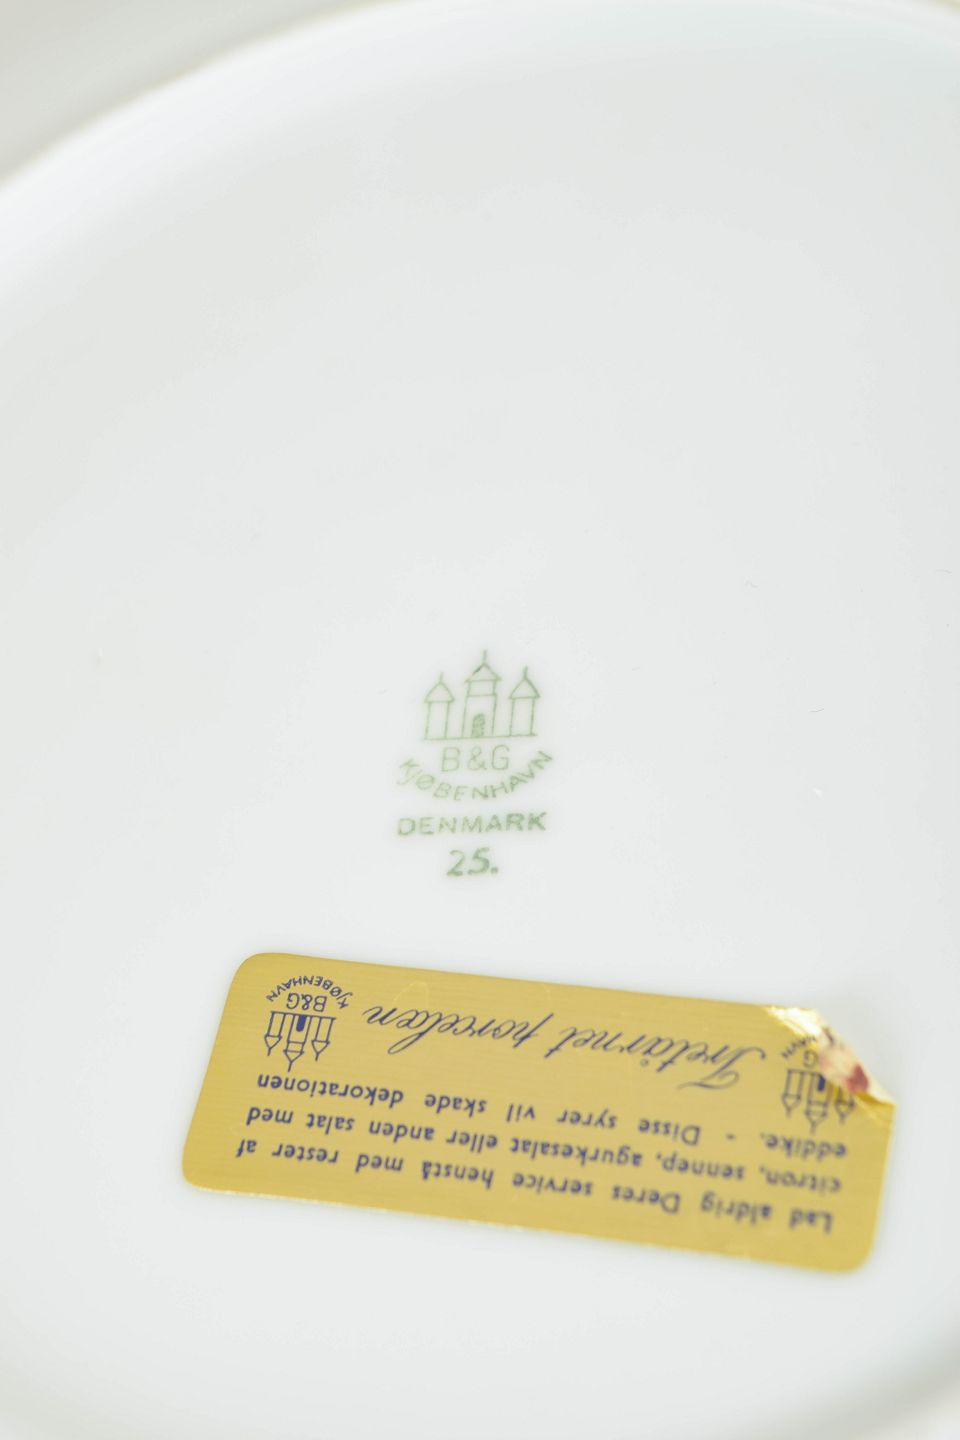 B&G
KJØBENHAVN
DENMARK
25.
Lad aldrig Deres service henstå med rester af
citron, sennep, agurkesalat eller anden salat med
eddike. - Disse syrer vil skade dekorationen
Tretårnet porcelæn
B&G
KJØBENHAVN